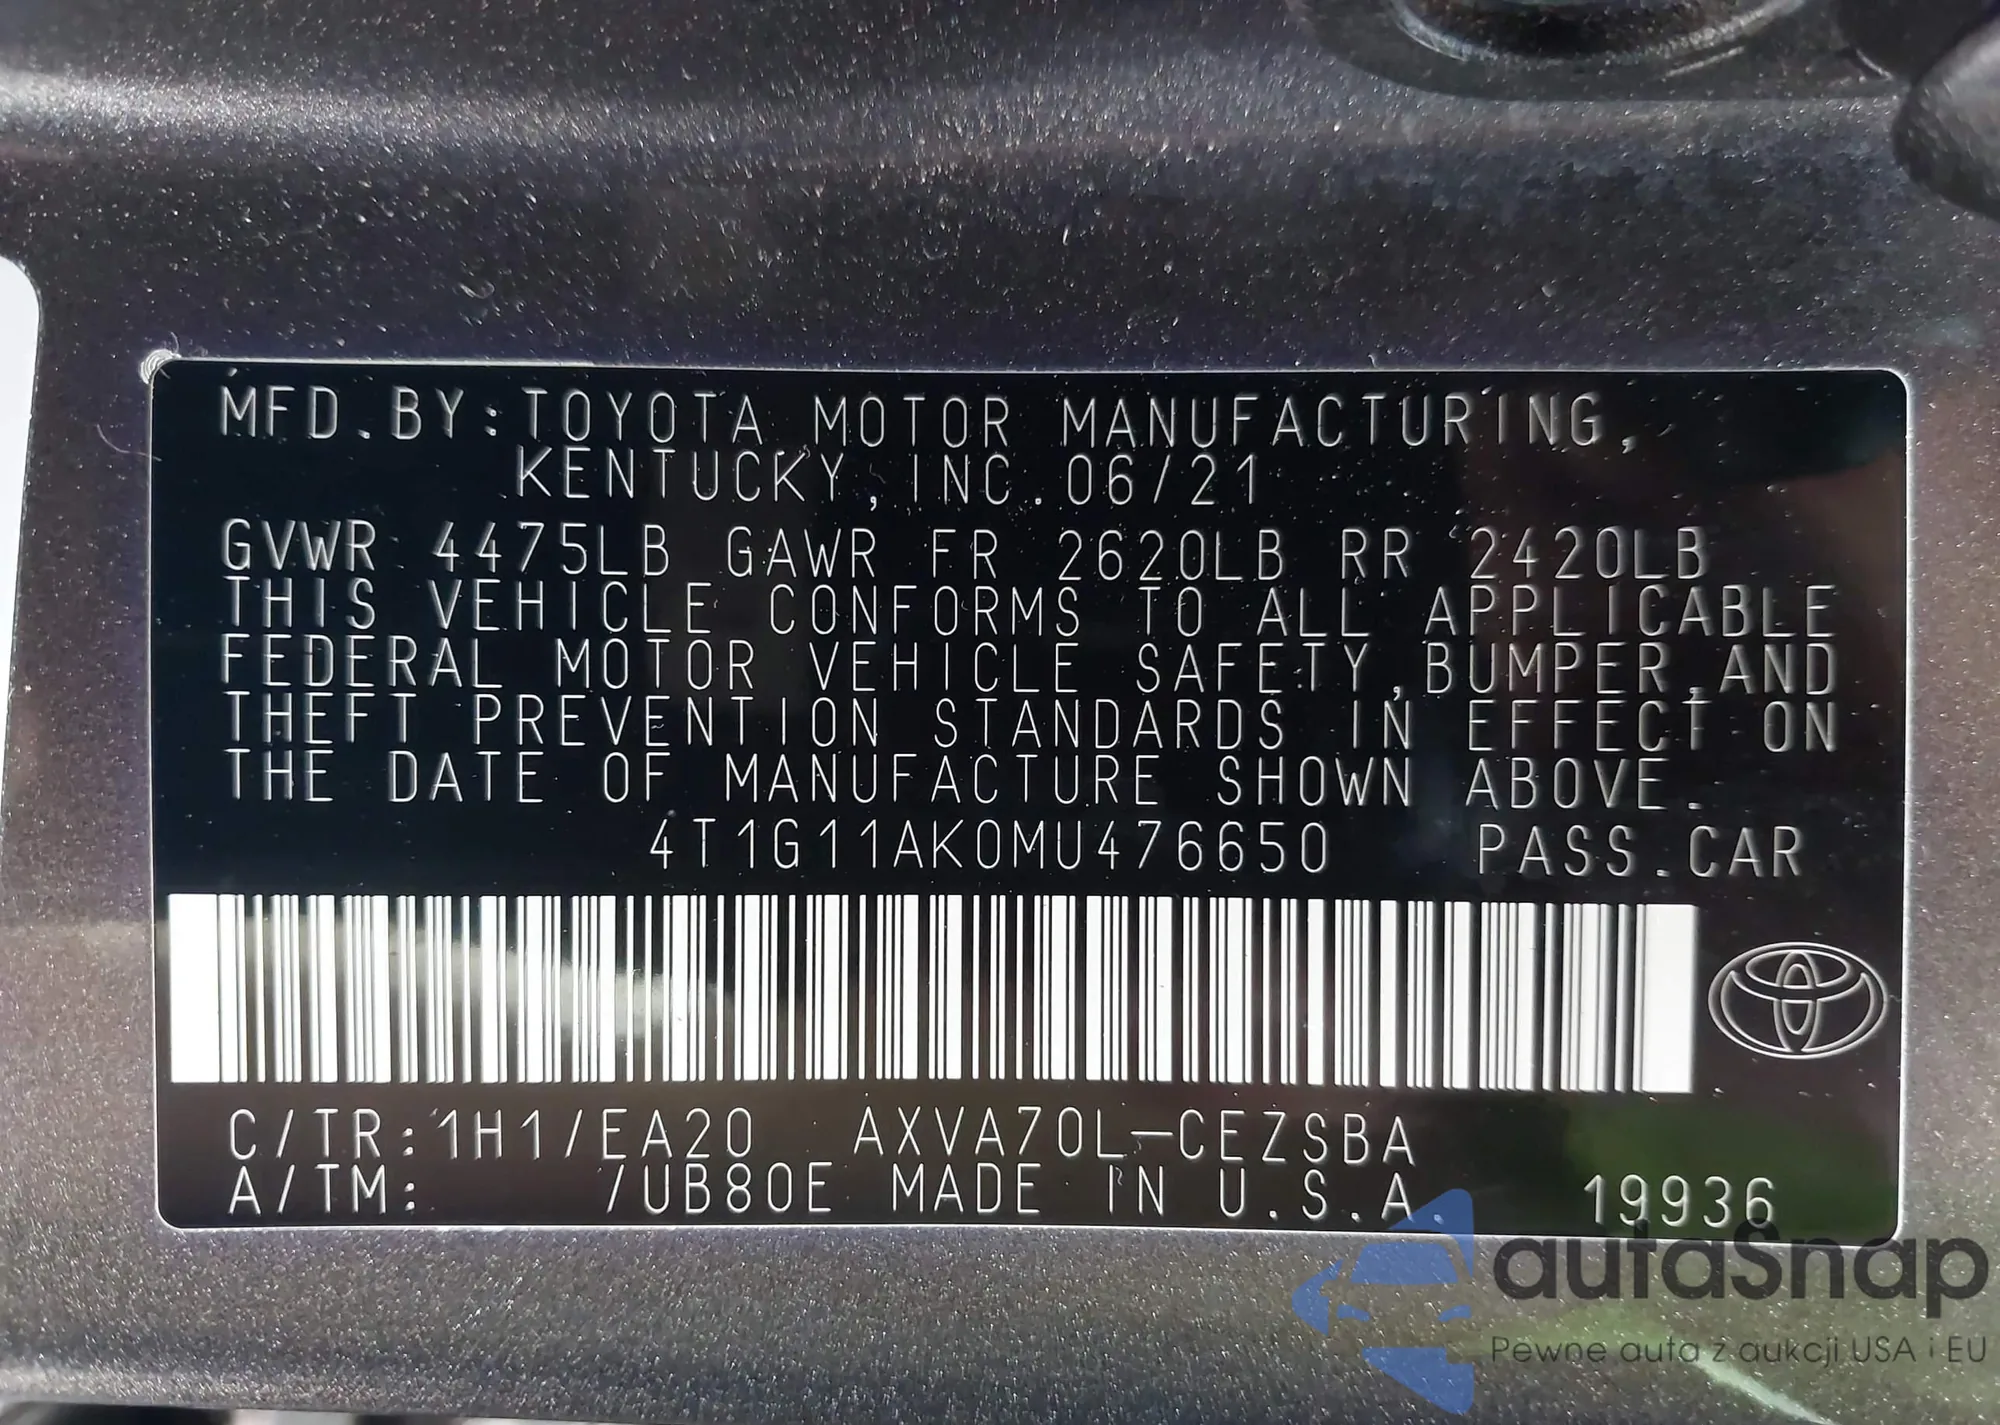 MFD.BY:TOYOTA MOTOR MANUFACTURING,
KENTUCKY,INC.06/21
GVWR 4475LB GAWR FR 2620LB RR 2420LB
THIS VEHICLE CONFORMS TO ALL APPLICABLE
FEDERAL MOTOR VEHICLE SAFETY,BUMPER,AND
THEFT PREVENTION STANDARDS IN EFFECT ON
THE DATE OF MANUFACTURE SHOWN ABOVE.
4T1G11AK0MU476650 PASS.CAR
C/TR:1H1/EA20 AXVA70L-CEZSBA
A/TM: /UB80E MADE IN U.S.A. 19936
autaSnap
Pewne auta z aukcji USA i EU